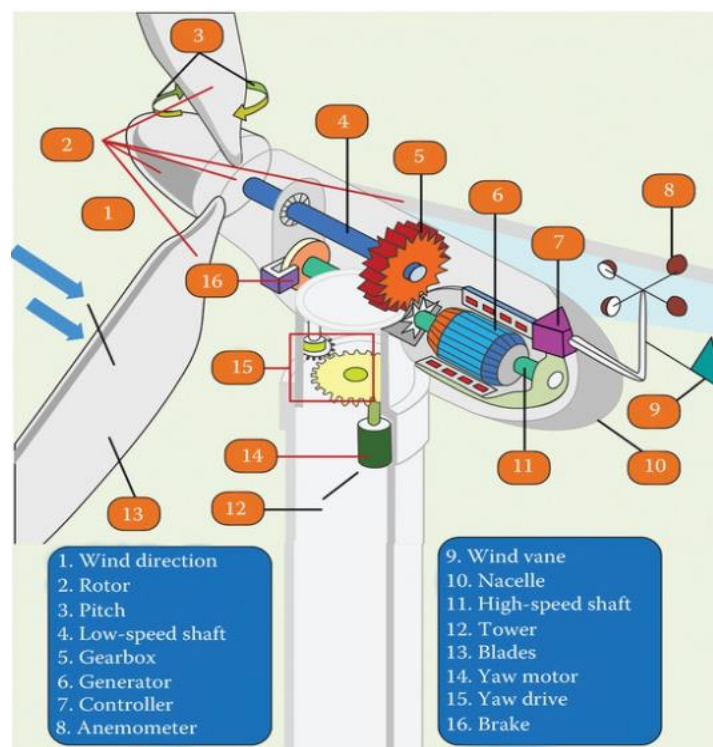 3
4
2
5
6
8
1
7
16
15
9
14
11
10
12
13
1. Wind direction
2. Rotor
3. Pitch
4. Low-speed shaft
5. Gearbox
6. Generator
7. Controller
8. Anemometer
9. Wind vane
10. Nacelle
11. High-speed shaft
12. Tower
13. Blades
14. Yaw motor
15. Yaw drive
16. Brake